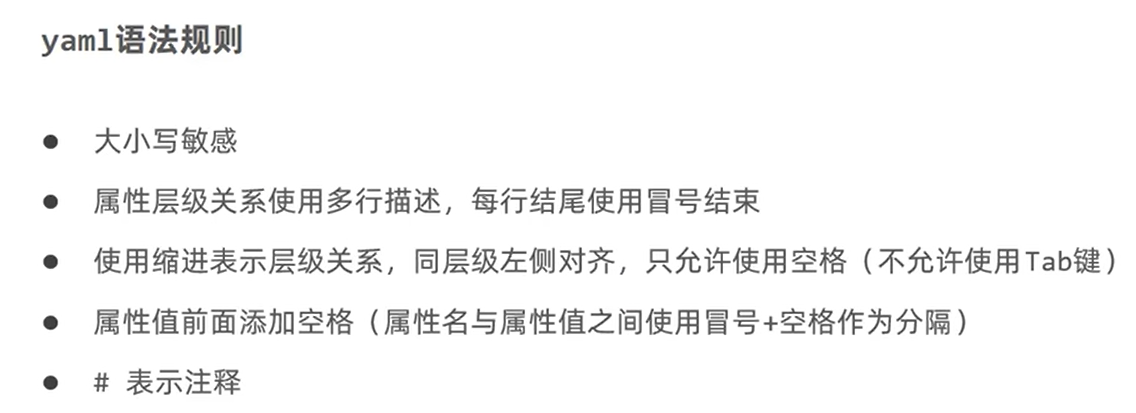 yaml语法规则
● 大小写敏感
● 属性层级关系使用多行描述，每行结尾使用冒号结束
● 使用缩进表示层级关系，同层级左侧对齐，只允许使用空格（不允许使用Tab键）
● 属性值前面添加空格（属性名与属性值之间使用冒号+空格作为分隔）
● # 表示注释